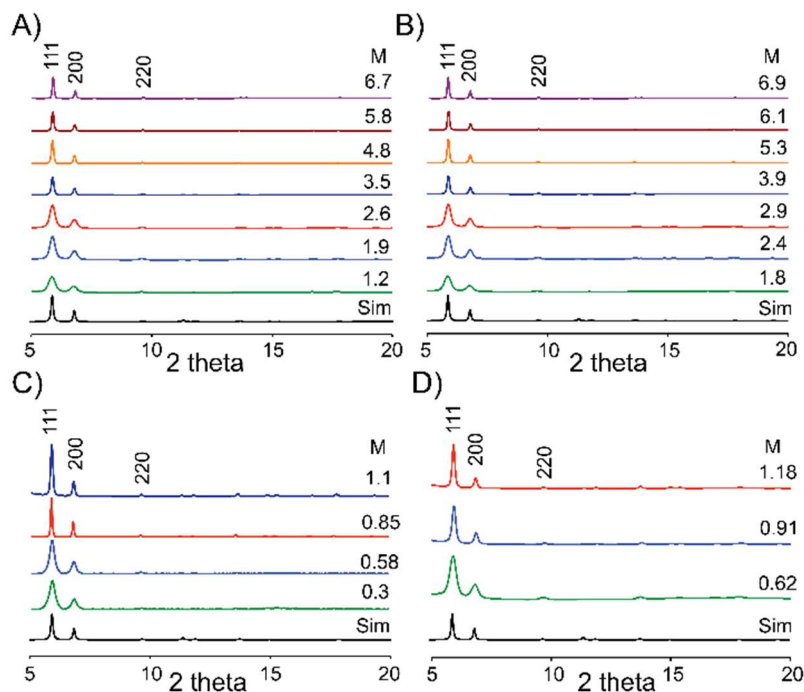 A)
111
200
220
M
6.7
5.8
4.8
3.5
2.6
1.9
1.2
Sim
5 10 15 20
2 theta
B)
111
200
220
M
6.9
6.1
5.3
3.9
2.9
2.4
1.8
Sim
5 10 15 20
2 theta
C)
111
200
220
M
1.1
0.85
0.58
0.3
Sim
5 10 15 20
2 theta
D)
111
200
220
M
1.18
0.91
0.62
Sim
5 10 15 20
2 theta